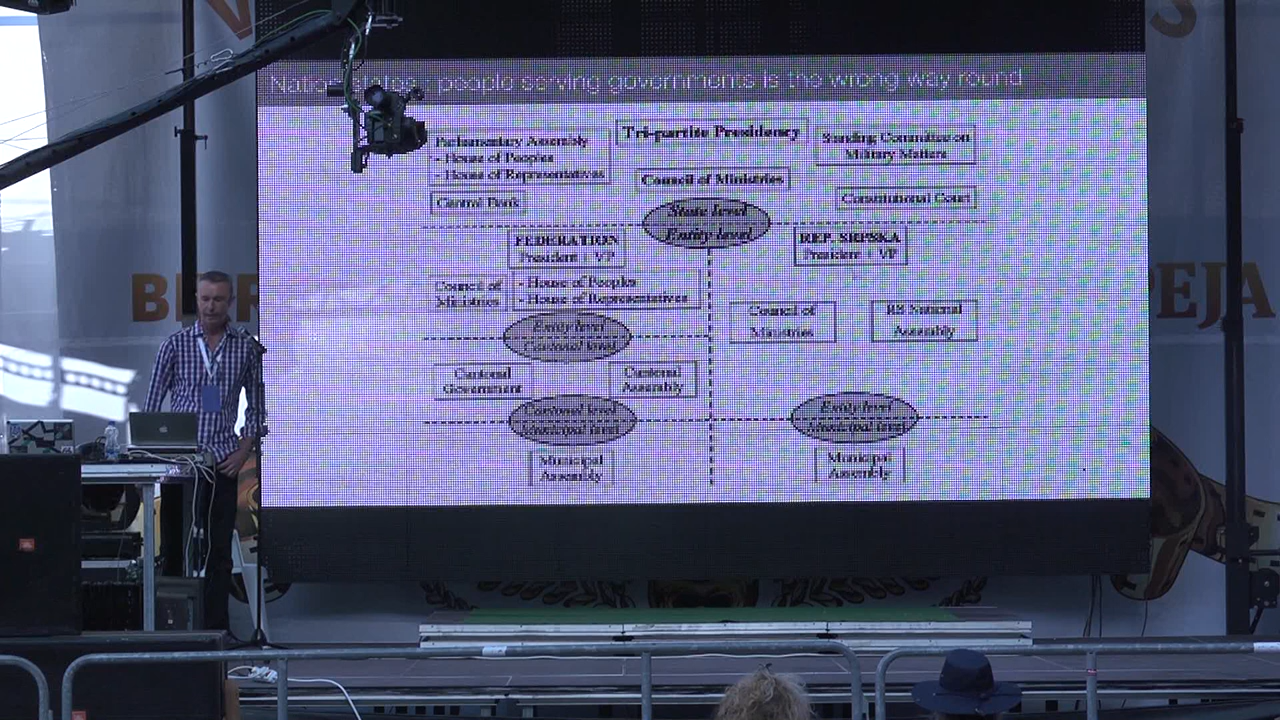 Nation states - people serving governments is the wrong way round
Parliamentary Assembly
- House of Peoples
- House of Representatives
Tri-partite Presidency
Standing Committee on
Military Matters
Council of Ministries
Central Bank
Constitutional Court
State level
Entity level
FEDERATION
President + VP
REP. SRPSKA
President + VP
Council of
Ministries
- House of Peoples
- House of Representatives
Council of
Ministries
RS National
Assembly
Entity level
Cantonal level
Cantonal
Government
Cantonal
Assembly
Cantonal level
Municipal level
Entity level
Municipal level
Municipal
Assembly
Municipal
Assembly
PEJA
JBL